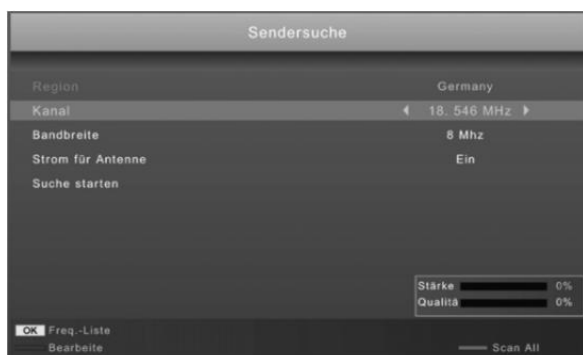 Sendersuche
Region Germany
Kanal 18. 546 MHz
Bandbreite 8 Mhz
Strom für Antenne Ein
Suche starten
Stärke 0%
Qualitä 0%
OK Freq.-Liste
Bearbeite Scan All